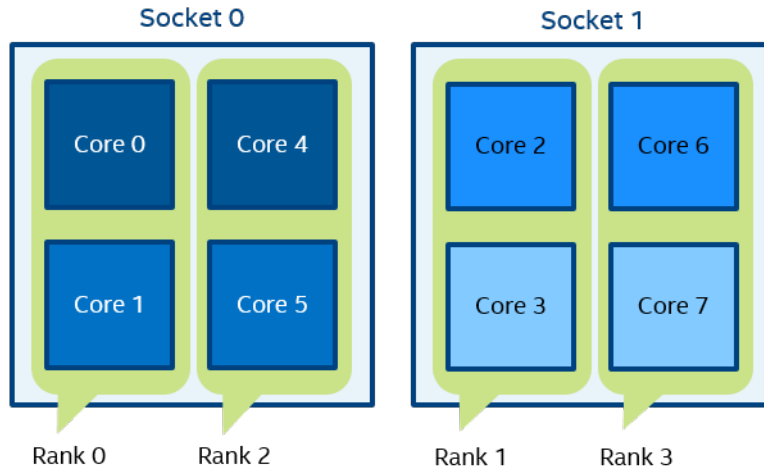 Socket 0
Socket 1
Core 0
Core 4
Core 2
Core 6
Core 1
Core 5
Core 3
Core 7
Rank 0
Rank 2
Rank 1
Rank 3